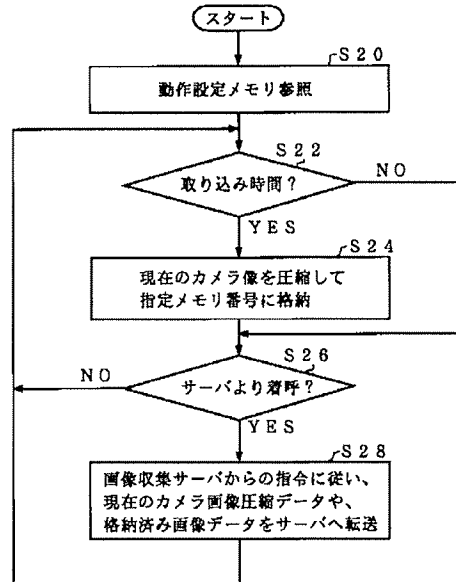 スタート
S20
動作設定メモリ参照
S22
取り込み時間?
NO
YES
S24
現在のカメラ像を圧縮して
指定メモリ番号に格納
S26
サーバより着呼?
NO
YES
S28
画像収集サーバからの指令に従い、
現在のカメラ画像圧縮データや、
格納済み画像データをサーバへ転送